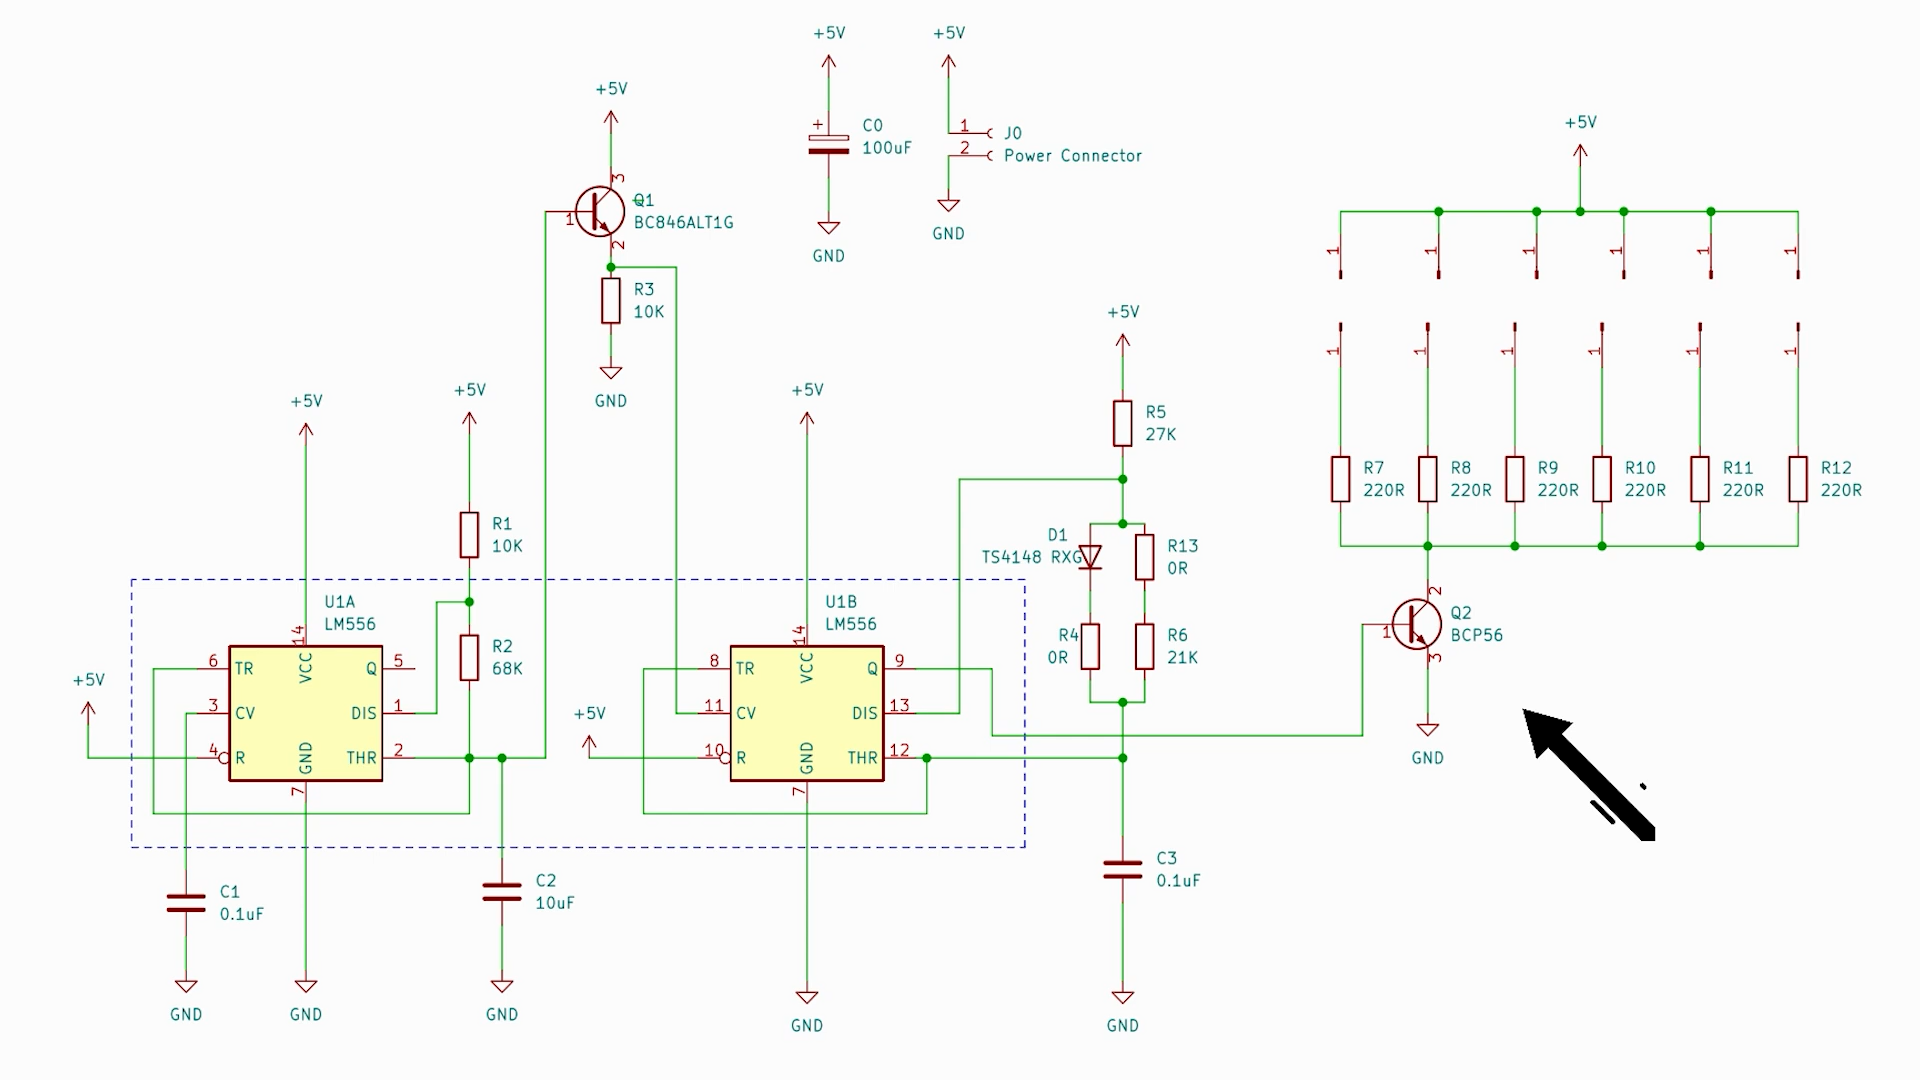 +5V
+5V
+5V
+5V
1
2
J0
Power Connector
+
C0
100uF
GND
GND
3
1
2
Q1
BC846ALT1G
R3
10K
GND
+5V
1
1
1
1
1
1
1
1
1
1
1
1
R7
220R
R8
220R
R9
220R
R10
220R
R11
220R
R12
220R
2
1
3
Q2
BCP56
GND
+5V
R5
27K
D1
TS4148 RXG
R13
0R
R4
0R
R6
21K
C3
0.1uF
GND
+5V
+5V
R1
10K
R2
68K
U1A
LM556
14
VCC
6
TR
Q
5
3
CV
DIS
1
4
R
THR
2
GND
7
+5V
C1
0.1uF
GND
GND
C2
10uF
GND
+5V
+5V
U1B
LM556
14
VCC
8
TR
Q
9
11
CV
DIS
13
10
R
THR
12
GND
7
GND